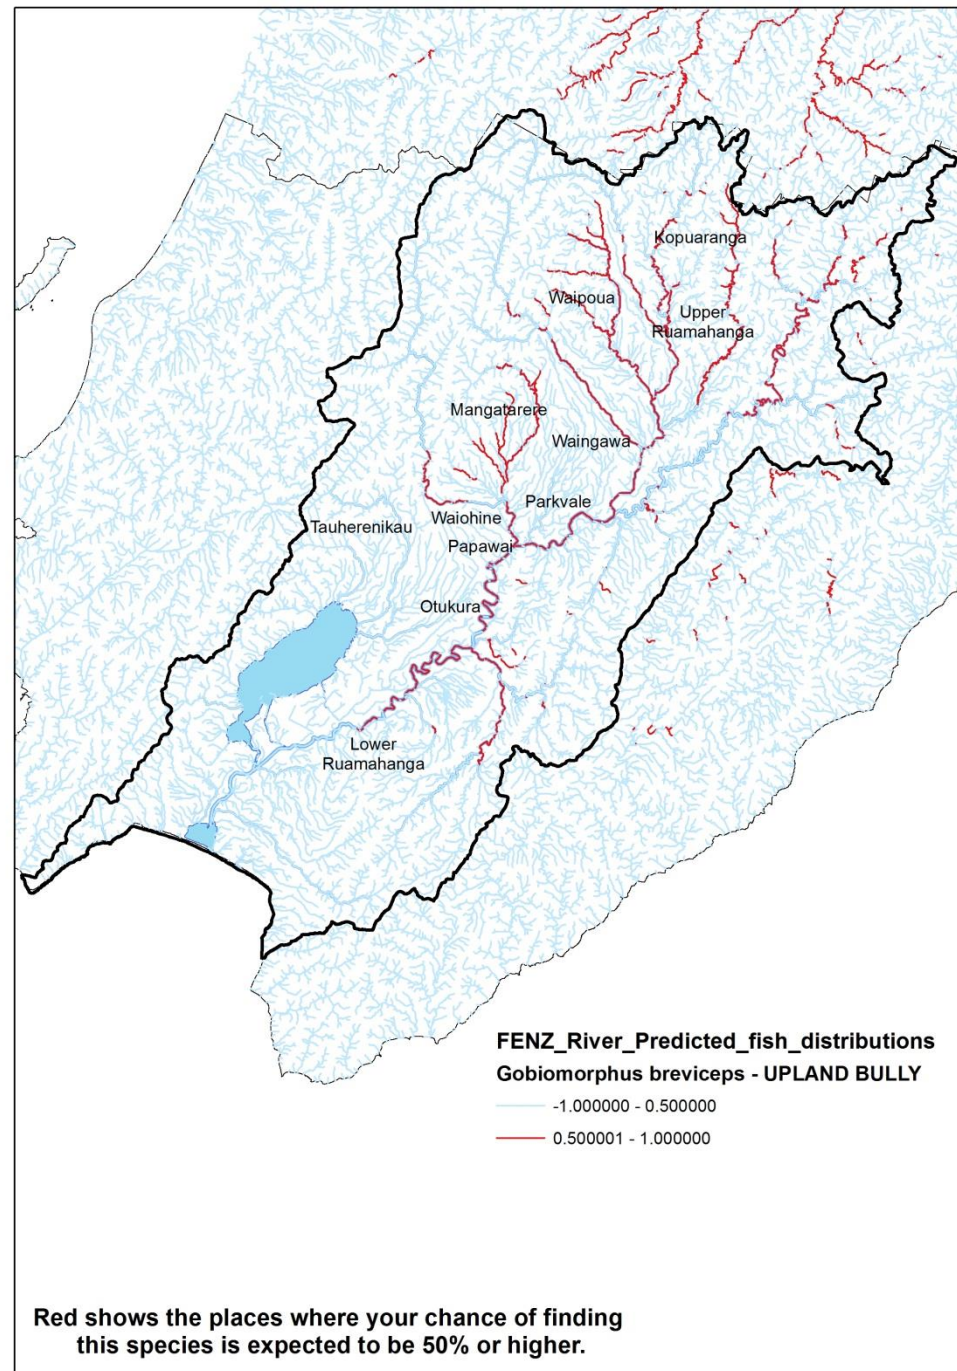 Kopuaranga
Waipoua
Upper
Ruamahanga
Mangatarere
Waingawa
Parkvale
Waiohine
Tauherenikau
Papawai
Otukura
Lower
Ruamahanga
FENZ_River_Predicted_fish_distributions
Gobiomorphus breviceps - UPLAND BULLY
-1.000000 - 0.500000
0.500001 - 1.000000
Red shows the places where your chance of finding
this species is expected to be 50% or higher.